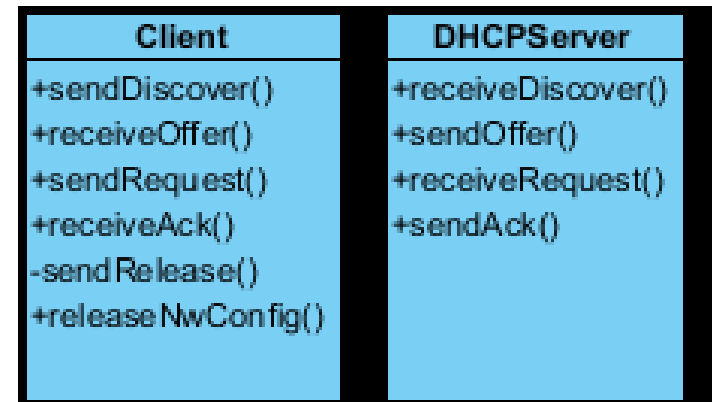 Client
+sendDiscover()
+receiveOffer()
+sendRequest()
+receiveAck()
-sendRelease()
+releaseNwConfig()
DHCPServer
+receiveDiscover()
+sendOffer()
+receiveRequest()
+sendAck()